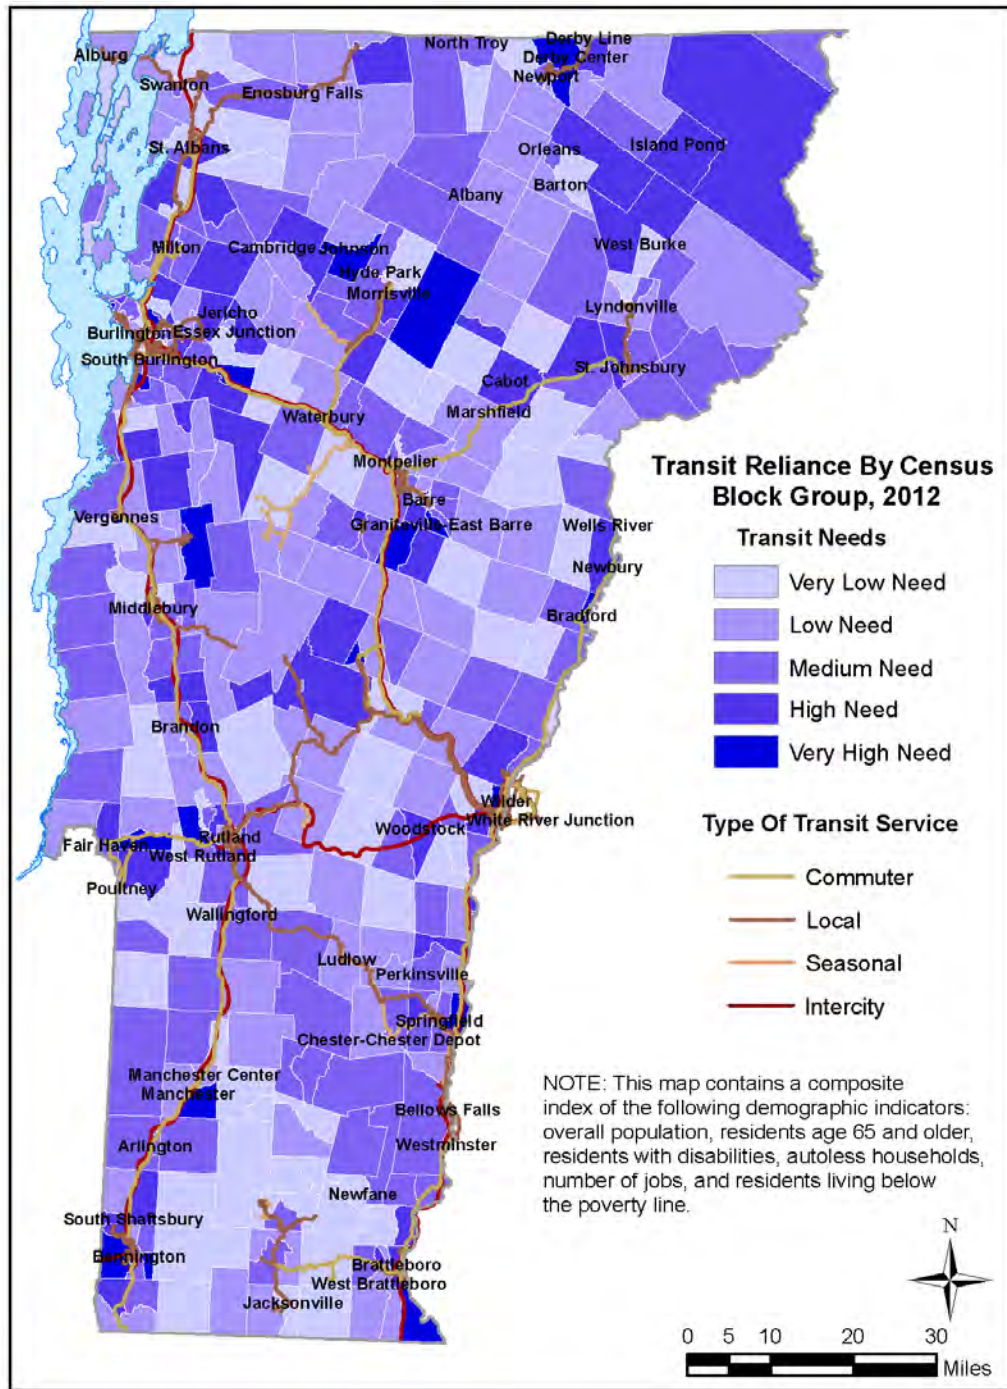 North Troy
Derby Line
Alburg
Derby Center
Newport
Swanton
Enosburg Falls
St. Albans
Orleans
Island Pond
Barton
Albany
Milton
Cambridge
Johnson
West Burke
Hyde Park
Morrisville
Lyndonville
Jericho
Burlington
Essex Junction
South Burlington
St. Johnsbury
Cabot
Waterbury
Marshfield
Montpelier
Barre
Vergennes
Graniteville-East Barre
Wells River
Newbury
Middlebury
Bradford
Brandon
Wilder
White River Junction
Woodstock
Rutland
Fair Haven
West Rutland
Poultney
Wallingford
Ludlow
Perkinsville
Springfield
Chester-Chester Depot
Manchester Center
Manchester
Bellows Falls
Arlington
Westminster
Newfane
South Shaftsbury
Bennington
Brattleboro
West Brattleboro
Jacksonville
Transit Reliance By Census
Block Group, 2012
Transit Needs
Very Low Need
Low Need
Medium Need
High Need
Very High Need
Type Of Transit Service
Commuter
Local
Seasonal
Intercity
NOTE: This map contains a composite
index of the following demographic indicators:
overall population, residents age 65 and older,
residents with disabilities, autoless households,
number of jobs, and residents living below
the poverty line.
N
0 5 10 20 30
Miles